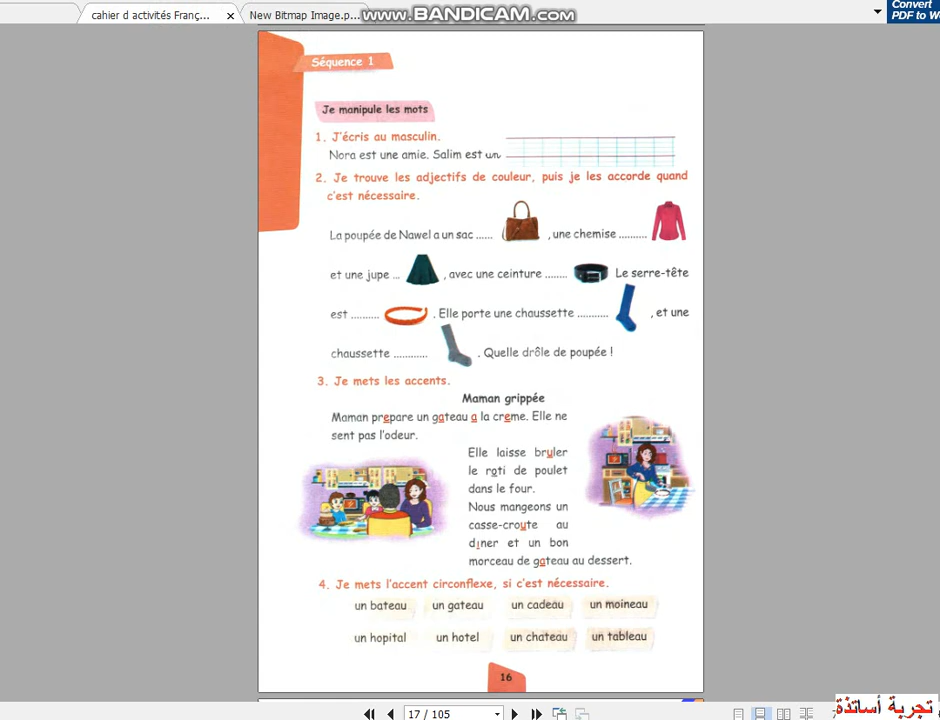 cahier d activités Franç...
New Bitmap Image.p...
www.BANDICAM.com
Convert
PDF to W
Séquence 1
Je manipule les mots
1. J'écris au masculin.
Nora est une amie. Salim est un
2. Je trouve les adjectifs de couleur, puis je les accorde quand
c'est nécessaire.
La poupée de Nawel a un sac ...... , une chemise ..........
et une jupe ... , avec une ceinture ........ Le serre-tête
est .......... . Elle porte une chaussette ........... , et une
chaussette ............ . Quelle drôle de poupée !
3. Je mets les accents.
Maman grippée
Maman prepare un gateau a la creme. Elle ne
sent pas l'odeur.
Elle laisse bruler
le roti de poulet
dans le four.
Nous mangeons un
casse-croute au
dıner et un bon
morceau de gateau au dessert.
4. Je mets l'accent circonflexe, si c'est nécessaire.
un bateau un gateau un cadeau un moineau
un hopital un hotel un chateau un tableau
16
17 / 105
تجربة أساتذة